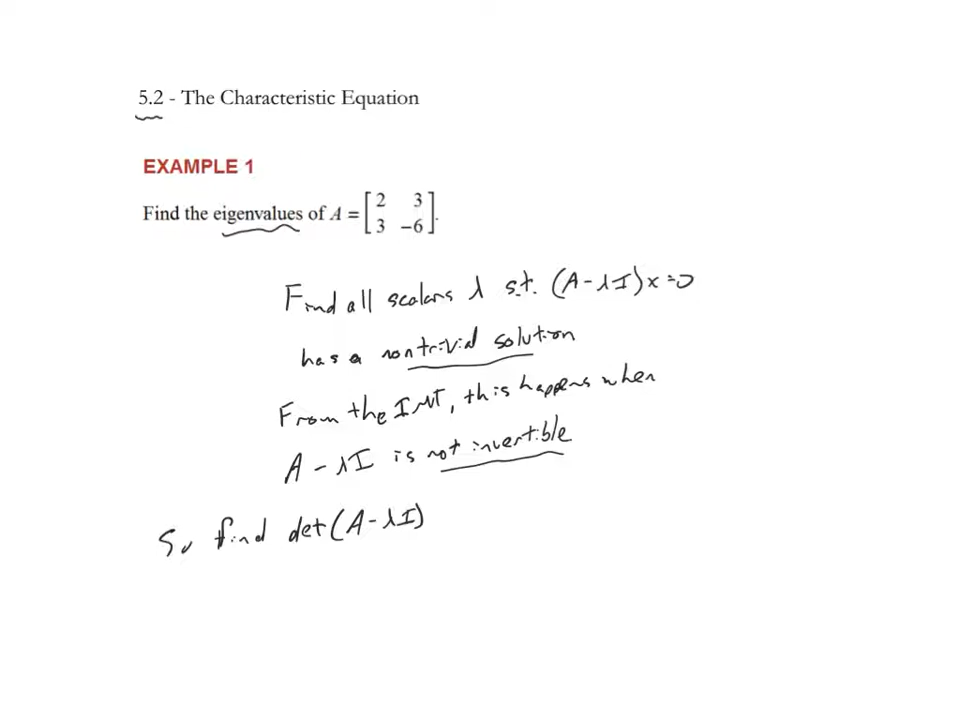 5.2 - The Characteristic Equation
EXAMPLE 1
Find the eigenvalues of A = [2 3
3 -6].
Find all scalars λ s.t. (A-λI)x=0
has a nontrivial solution
From the IMT, this happens when
A - λI is not invertible
So find det(A-λI)